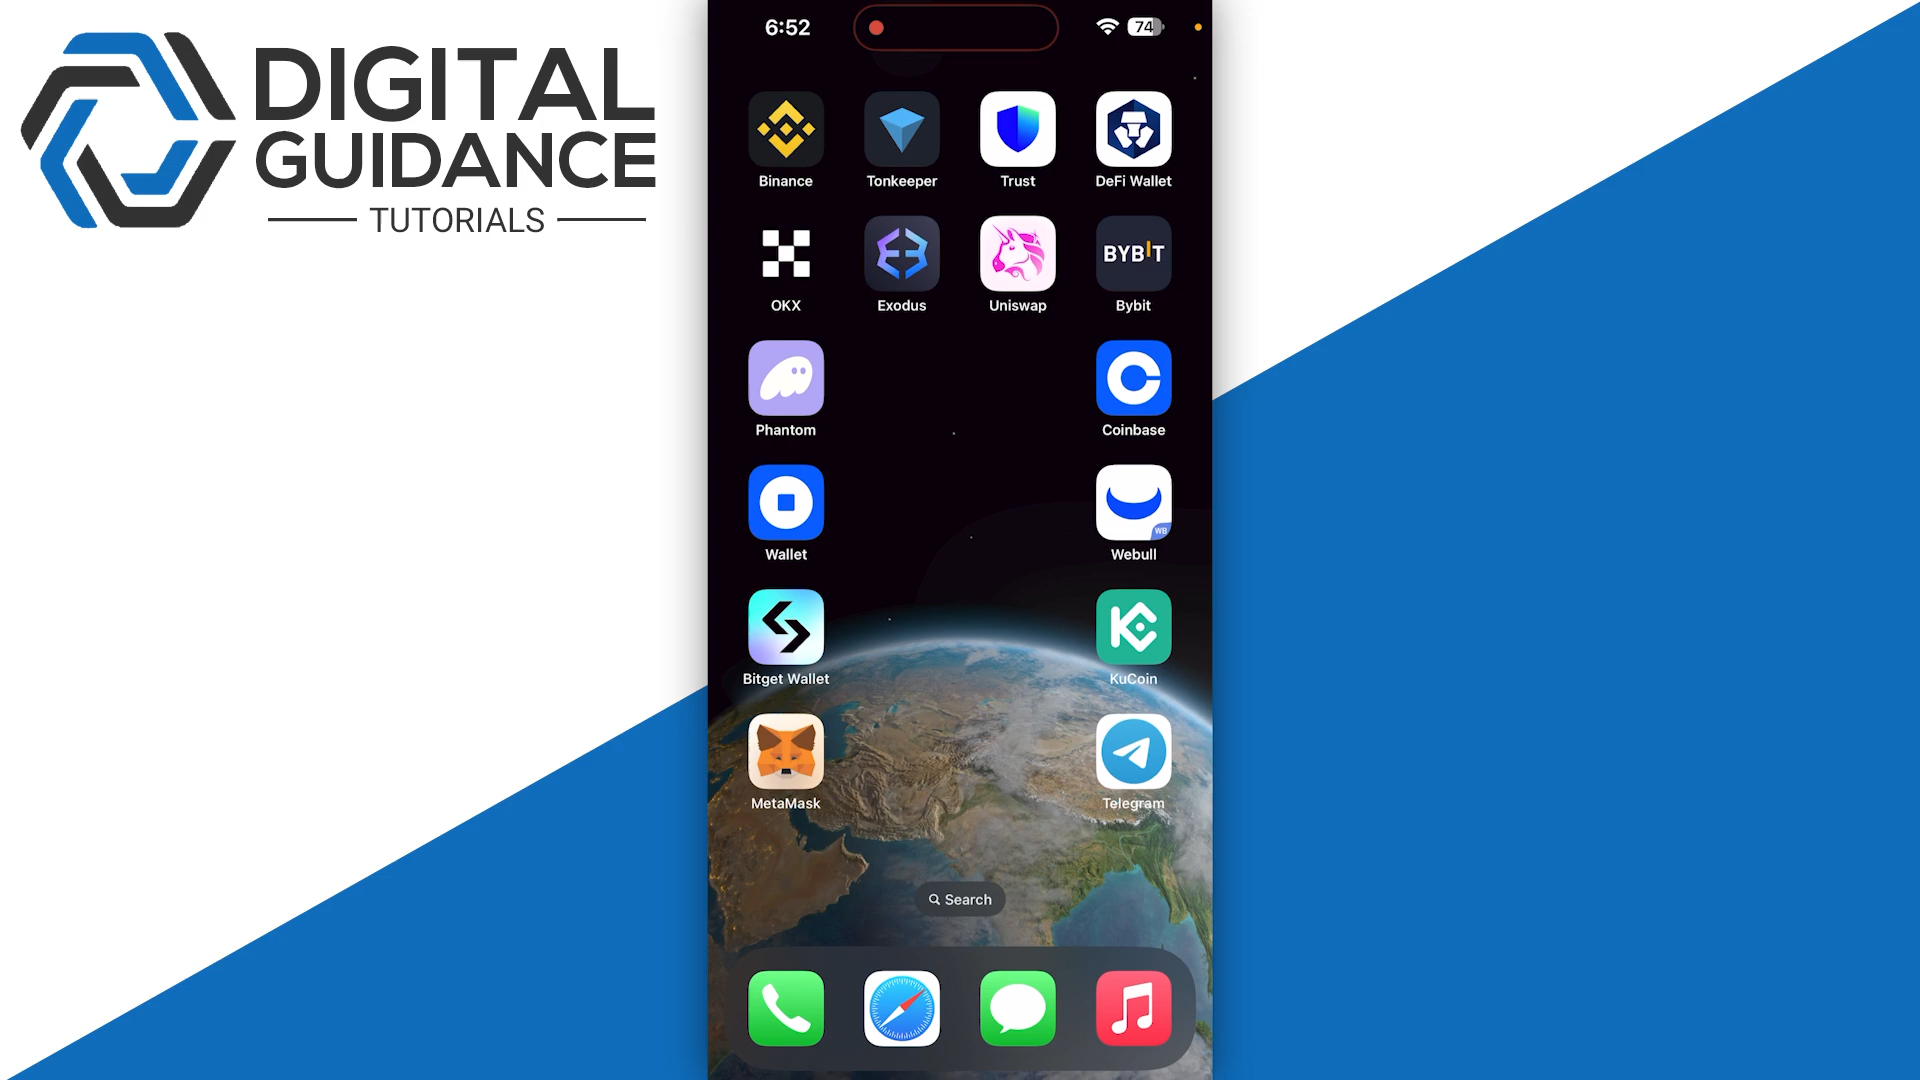 DIGITAL
GUIDANCE
TUTORIALS
6:52
74
Binance
Tonkeeper
Trust
DeFi Wallet
BYBIT
OKX
Exodus
Uniswap
Bybit
Phantom
Coinbase
WB
Wallet
Webull
Bitget Wallet
KuCoin
MetaMask
Telegram
Search